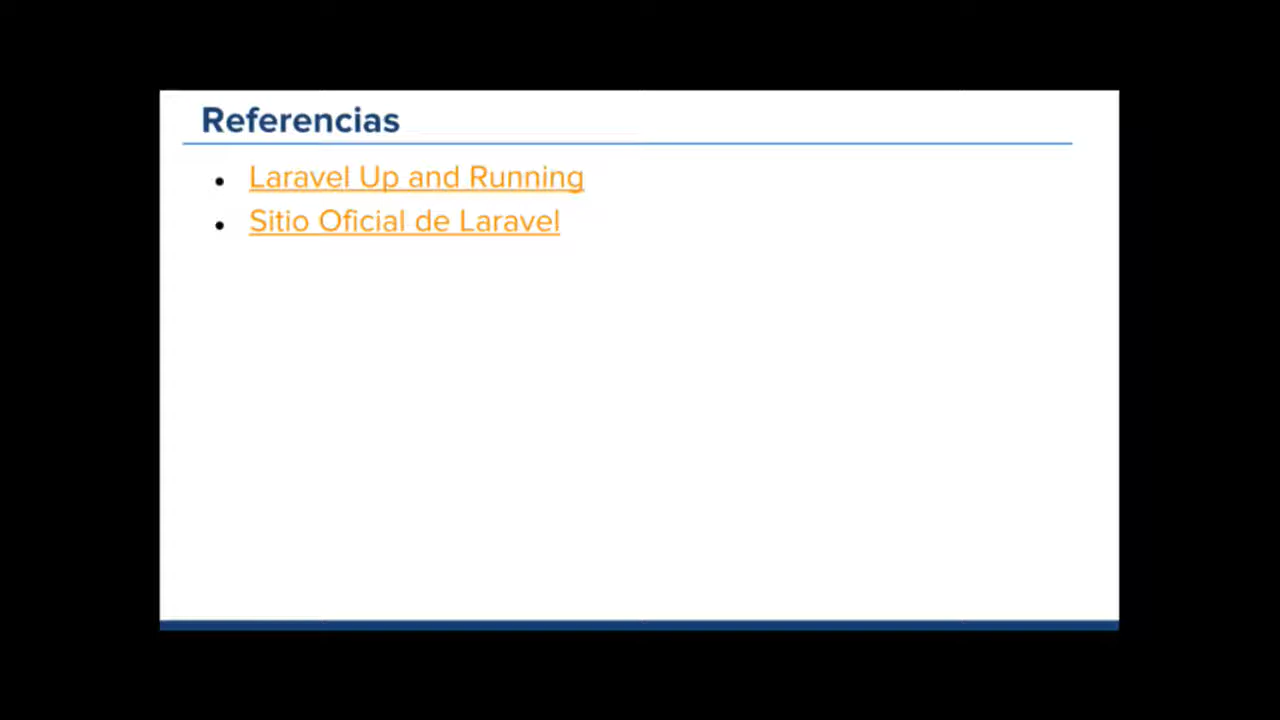 Referencias
Laravel Up and Running
Sitio Oficial de Laravel